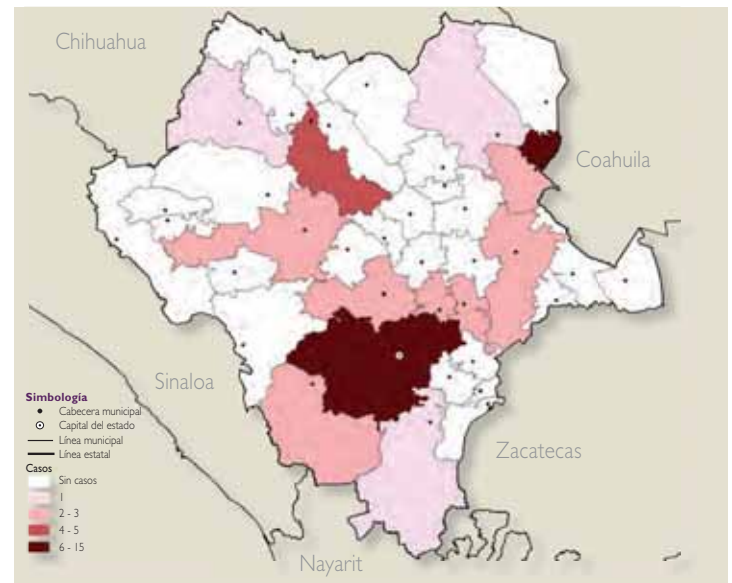 Chihuahua
Coahuila
Sinaloa
Zacatecas
Nayarit
Simbología
Cabecera municipal
Capital del estado
Línea municipal
Línea estatal
Casos
Sin casos
1
2 - 3
4 - 5
6 - 15